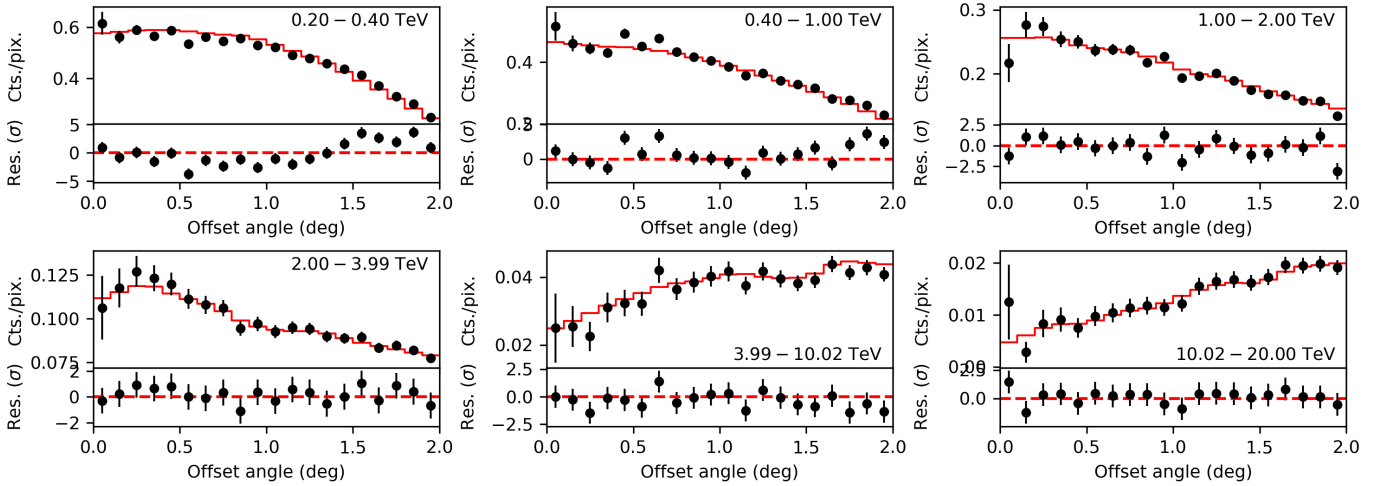 0.20 − 0.40 TeV
Cts./pix.
0.6
0.4
Res. (σ)
5
0
−5
0.0 0.5 1.0 1.5 2.0
Offset angle (deg)
0.40 − 1.00 TeV
Cts./pix.
0.4
0.2
Res. (σ)
2
0
0.0 0.5 1.0 1.5 2.0
Offset angle (deg)
1.00 − 2.00 TeV
Cts./pix.
0.3
0.2
Res. (σ)
2.5
0.0
−2.5
0.0 0.5 1.0 1.5 2.0
Offset angle (deg)
2.00 − 3.99 TeV
Cts./pix.
0.125
0.100
0.075
Res. (σ)
2
0
−2
0.0 0.5 1.0 1.5 2.0
Offset angle (deg)
Cts./pix.
0.04
0.02
3.99 − 10.02 TeV
Res. (σ)
2.5
0.0
−2.5
0.0 0.5 1.0 1.5 2.0
Offset angle (deg)
Cts./pix.
0.02
0.01
0.00
10.02 − 20.00 TeV
Res. (σ)
2.5
0.0
0.0 0.5 1.0 1.5 2.0
Offset angle (deg)